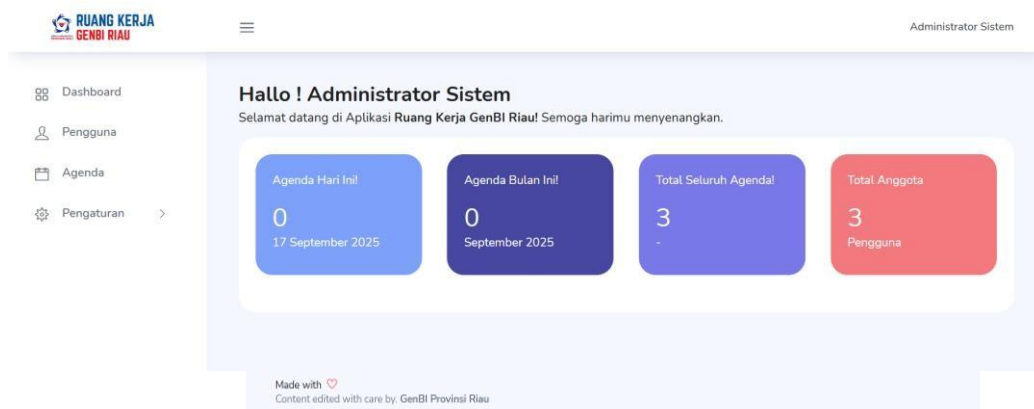 RUANG KERJA
GENBI RIAU
Administrator Sistem
Dashboard
Pengguna
Agenda
Pengaturan
Hallo ! Administrator Sistem
Selamat datang di Aplikasi Ruang Kerja GenBI Riau! Semoga harimu menyenangkan.
Agenda Hari Ini!
0
17 September 2025
Agenda Bulan Ini!
0
September 2025
Total Seluruh Agenda!
3
-
Total Anggota
3
Pengguna
Made with ♡
Content edited with care by. GenBI Provinsi Riau